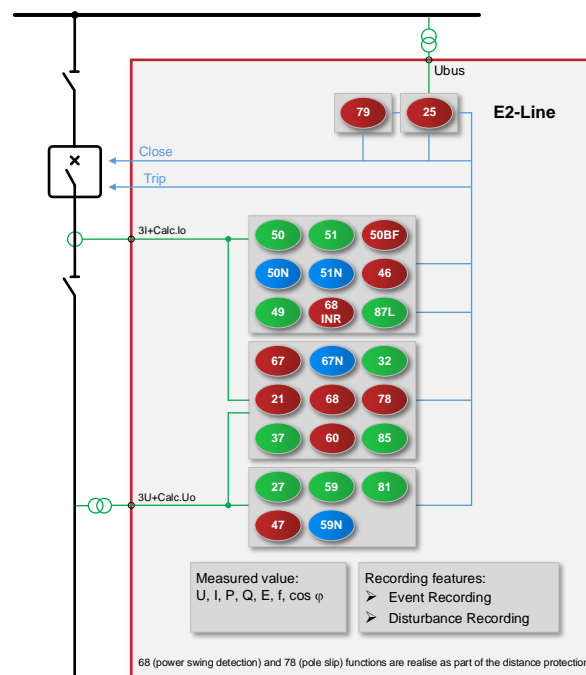 Ubus
E2-Line
79 25
Close
Trip
3I+Calc.Io
50 51 50BF
50N 51N 46
49 68 INR 87L
67 67N 32
21 68 78
37 60 85
3U+Calc.Uo
27 59 81
47 59N
Measured value:
U, I, P, Q, E, f, cos φ
Recording features:
➢ Event Recording
➢ Disturbance Recording
68 (power swing detection) and 78 (pole slip) functions are realise as part of the distance protection